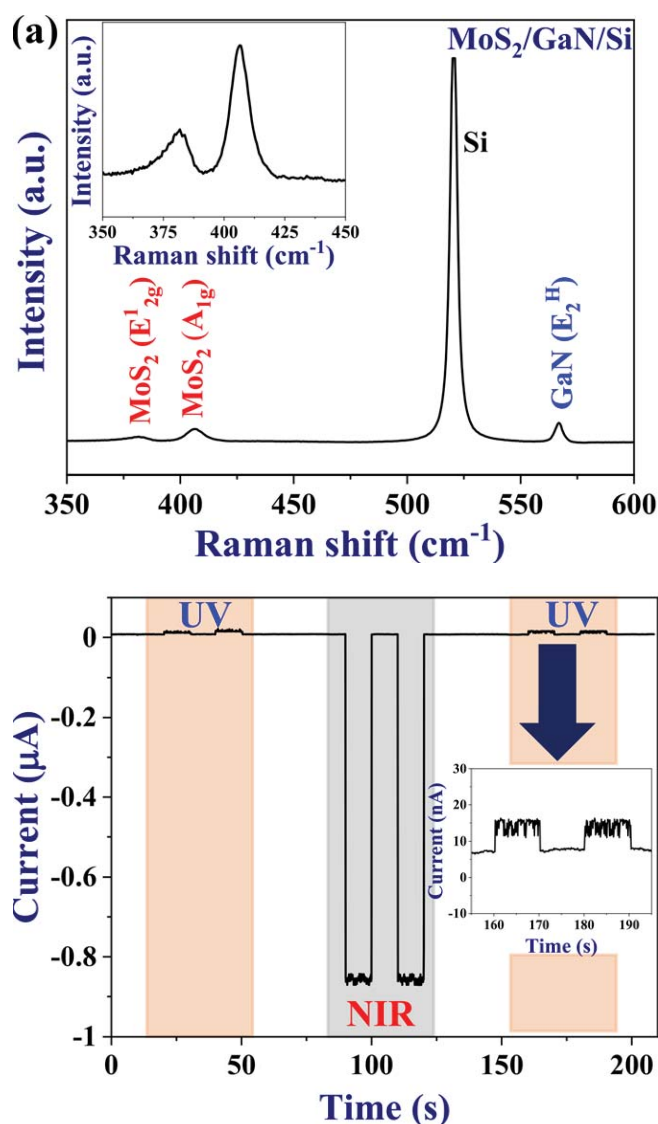 (a)
MoS₂/GaN/Si
Intensity (a.u.)
Raman shift (cm⁻¹)
350 375 400 425 450
Si
MoS₂ (E¹₂g)
MoS₂ (A₁g)
GaN (E₂ᴴ)
Intensity (a.u.)
350 400 450 500 550 600
Raman shift (cm⁻¹)
UV
UV
0
-0.2
-0.4
-0.6
-0.8
-1
Current (μA)
30
20
10
0
-10
Current (nA)
160 170 180 190
Time (s)
NIR
0 50 100 150 200
Time (s)